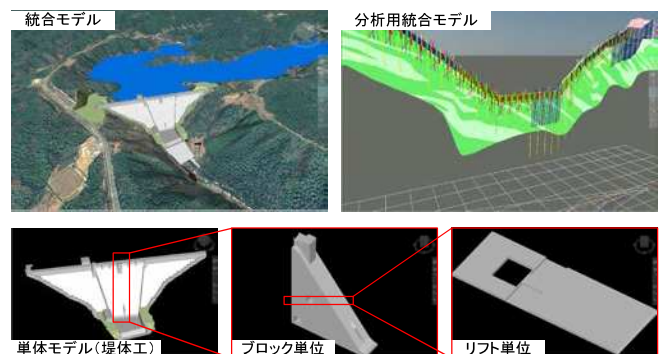 統合モデル
分析用統合モデル
単体モデル(堤体工)
ブロック単位
リフト単位